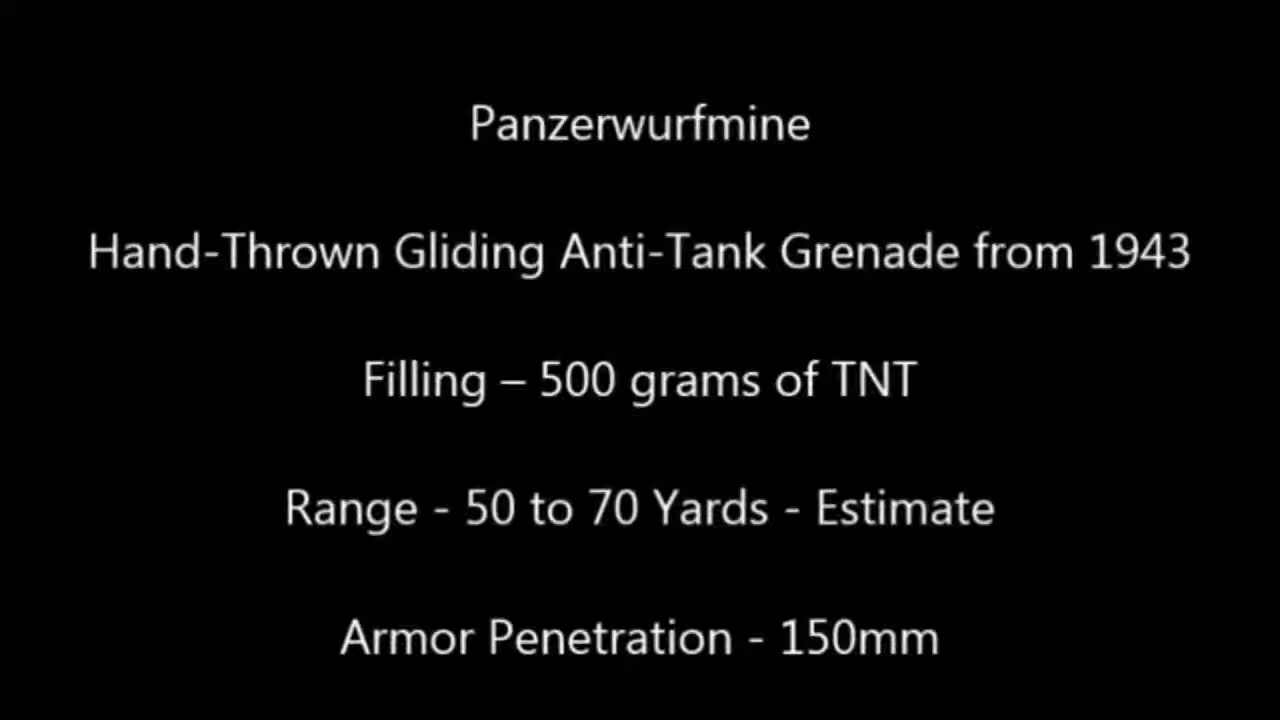 Panzerwurfmine
Hand-Thrown Gliding Anti-Tank Grenade from 1943
Filling – 500 grams of TNT
Range - 50 to 70 Yards - Estimate
Armor Penetration - 150mm